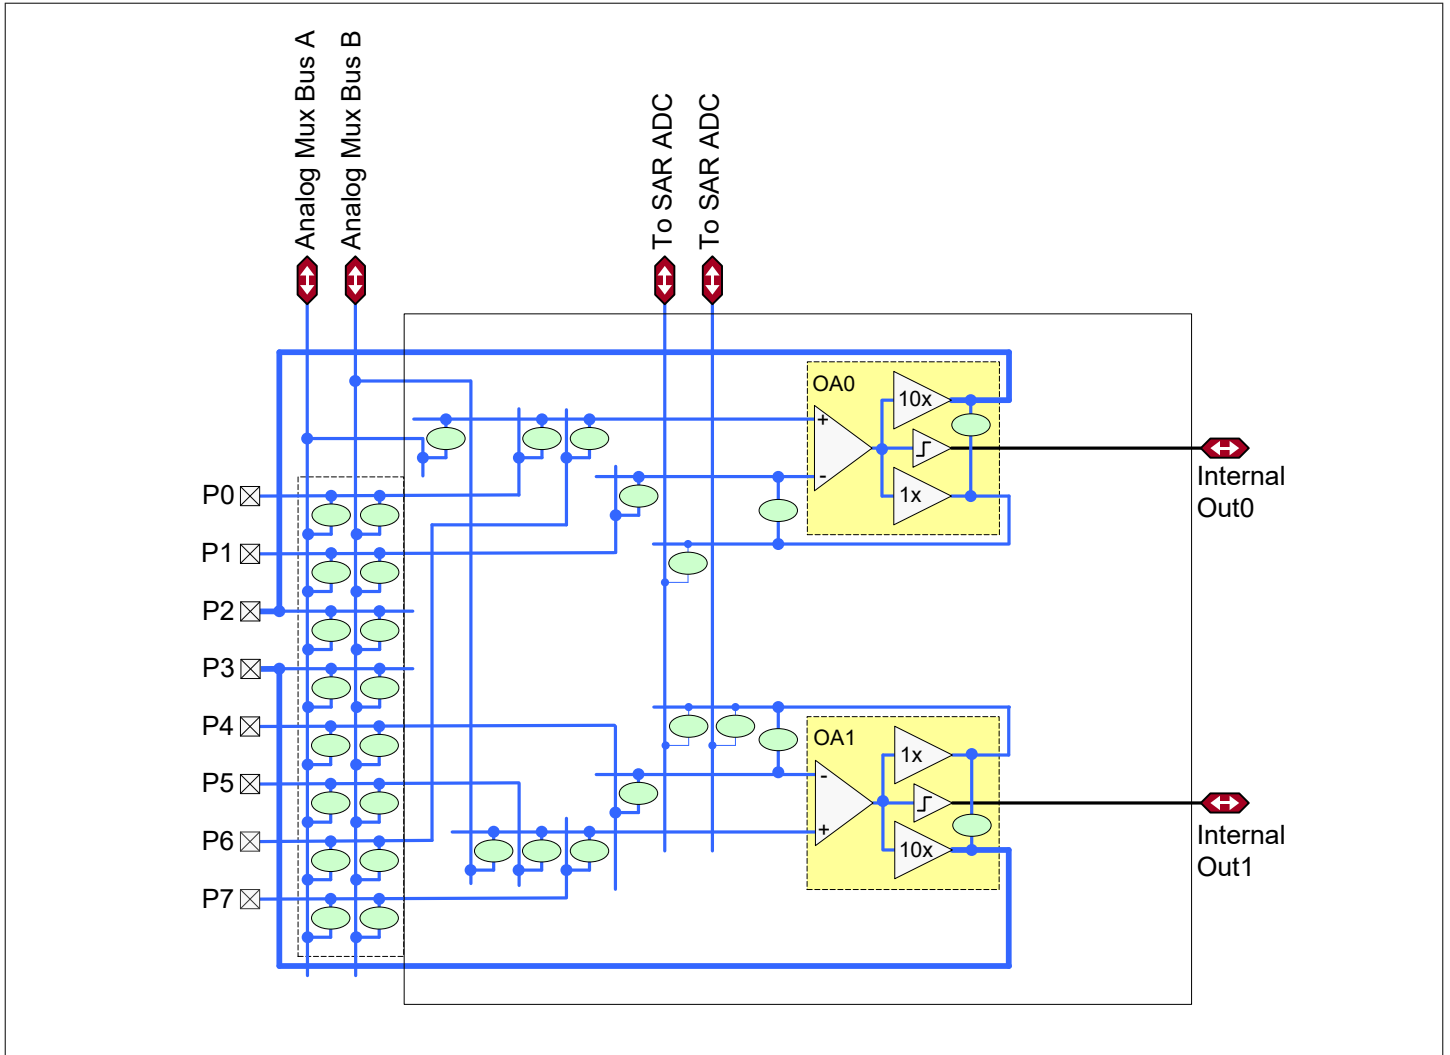 Analog Mux Bus A
Analog Mux Bus B
To SAR ADC
To SAR ADC
OA0
10x
+
-
1x
Internal
Out0
P0
P1
P2
P3
P4
P5
P6
P7
OA1
1x
-
+
10x
Internal
Out1